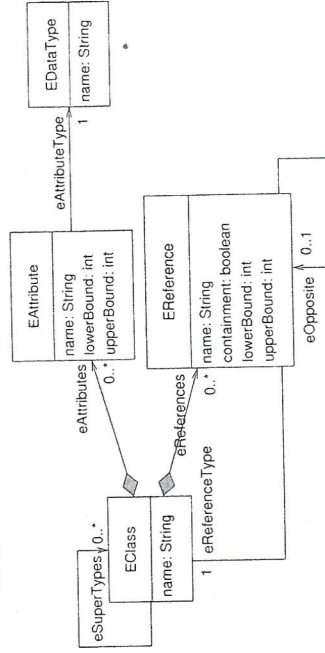 eSuperTypes
0..*
EClass
name: String
eAttributes
0..*
EAttribute
name: String
lowerBound: int
upperBound: int
eAttributeType
1
EDataType
name: String
eReferences
0..*
EReference
name: String
containment: boolean
lowerBound: int
upperBound: int
1
eReferenceType
eOpposite
0..1